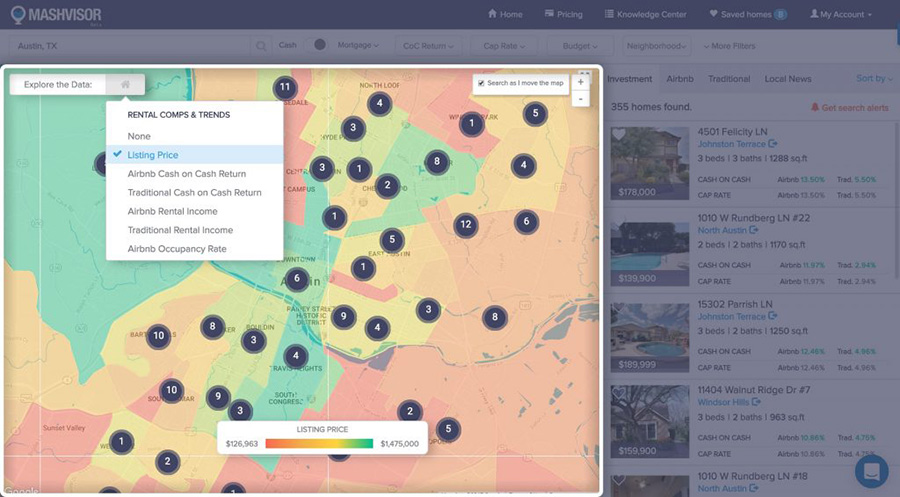 MASHVISOR
Beta
Home
Pricing
Knowledge Center
Saved homes 0
My Account
Austin, TX
Cash
Mortgage
CoC Return
Cap Rate
Budget
Neighborhood
More Filters
Explore the Data:
RENTAL COMPS & TRENDS
None
Listing Price
Airbnb Cash on Cash Return
Traditional Cash on Cash Return
Airbnb Rental Income
Traditional Rental Income
Airbnb Occupancy Rate
Search as I move the map
+
-
11
NORTH LOOP
4
5
1
3
HYDE
3
1
8
4
2
CAMPUS
1
12
6
5
EAST AUSTIN
1
DOWNTOWN
6
RAINEY STREET
HISTORIC
DISTRICT
9
4
3
8
8
10
BOULDIN
3
4
TRAVIS HEIGHTS
10
9
SOUTH
CONGRESS
3
2
5
Sunset Valley
1
2
LISTING PRICE
$126,963
$1,475,000
Google
Investment
Airbnb
Traditional
Local News
Sort by
355 homes found.
Get search alerts
4501 Felicity LN
Johnston Terrace
3 beds | 3 baths | 1288 sq.ft
CASH ON CASH Airbnb 13.50% Trad. 5.50%
CAP RATE Airbnb 13.50% Trad. 5.50%
$178,000
1010 W Rundberg LN #22
North Austin
2 beds | 2 baths | 1170 sq.ft
CASH ON CASH Airbnb 11.97% Trad. 2.94%
CAP RATE Airbnb 11.97% Trad. 2.94%
$139,900
15302 Parrish LN
Johnston Terrace
3 beds | 2 baths | 1250 sq.ft
CASH ON CASH Airbnb 12.46% Trad. 4.96%
CAP RATE Airbnb 12.46% Trad. 4.96%
$189,999
11404 Walnut Ridge Dr #7
Windsor Hills
3 beds | 2 baths | 963 sq.ft
CASH ON CASH Airbnb 10.86% Trad. 4.75%
CAP RATE Airbnb 10.86% Trad. 4.75%
$159,900
1010 W Rundberg LN #18
North Austin